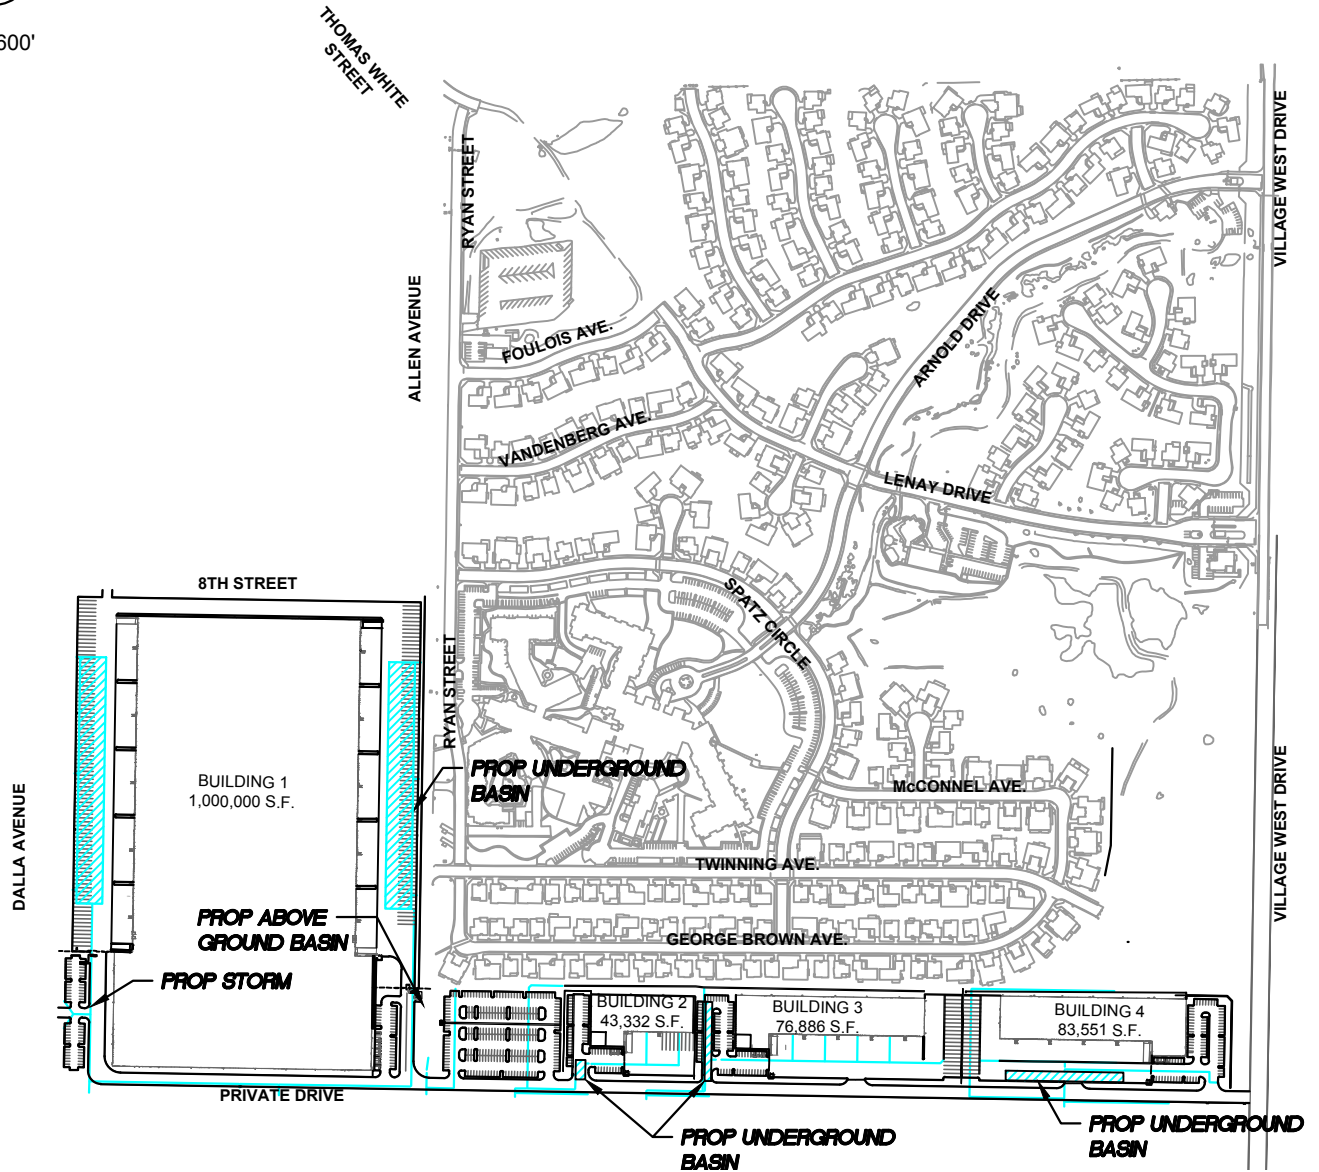 600'
THOMAS WHITE
STREET
RYAN STREET
VILLAGE WEST DRIVE
ALLEN AVENUE
FOULOIS AVE.
ARNOLD DRIVE
VANDENBERG AVE.
LENAY DRIVE
8TH STREET
SPATZ CIRCLE
RYAN STREET
PROP UNDERGROUND
BASIN
BUILDING 1
1,000,000 S.F.
McCONNEL AVE.
DALLA AVENUE
VILLAGE WEST DRIVE
TWINNING AVE.
PROP ABOVE
GROUND BASIN
GEORGE BROWN AVE.
PROP STORM
BUILDING 2
43,332 S.F.
BUILDING 3
76,886 S.F.
BUILDING 4
83,551 S.F.
PRIVATE DRIVE
PROP UNDERGROUND
BASIN
PROP UNDERGROUND
BASIN